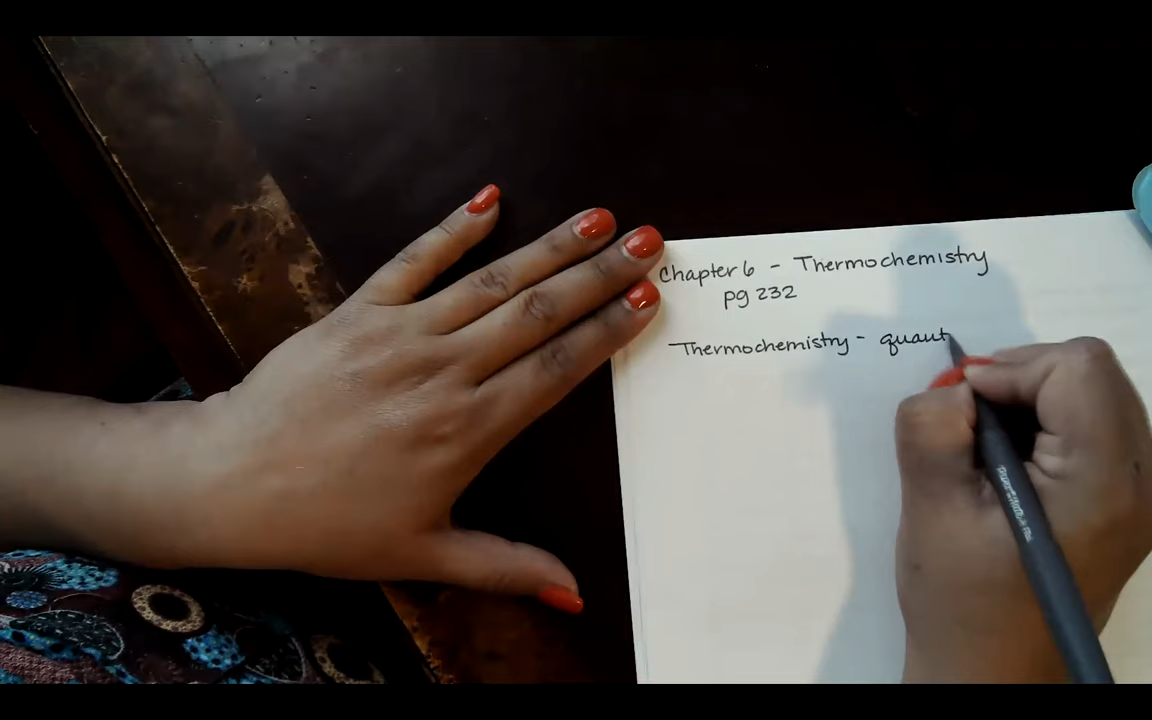 Chapter 6 - Thermochemistry
pg 232
Thermochemistry - quant